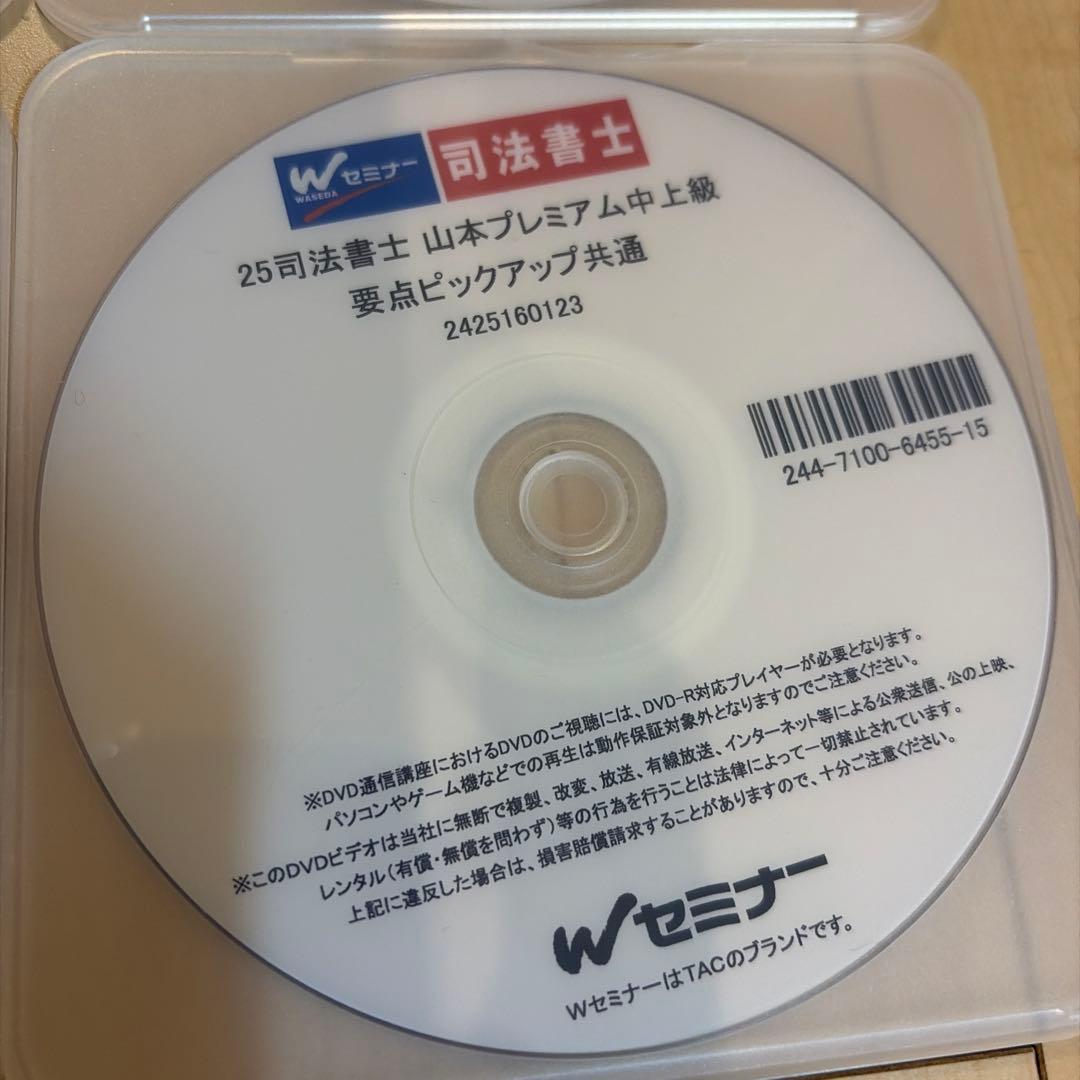 Wセミナー
WASEDA
司法書士
25司法書士 山本プレミアム中上級
要点ピックアップ共通
2425160123
244-7100-6455-15
※DVD通信講座におけるDVDのご視聴には、DVD-R対応プレイヤーが必要となります。
パソコンやゲーム機などでの再生は動作保証対象外となりますのでご注意ください。
※このDVDビデオは当社に無断で複製、改変、放送、有線放送、インターネット等による公衆送信、公の上映、
レンタル(有償・無償を問わず)等の行為を行うことは法律によって一切禁止されています。
上記に違反した場合は、損害賠償請求することがありますので、十分ご注意ください。
Wセミナー
WセミナーはTACのブランドです。